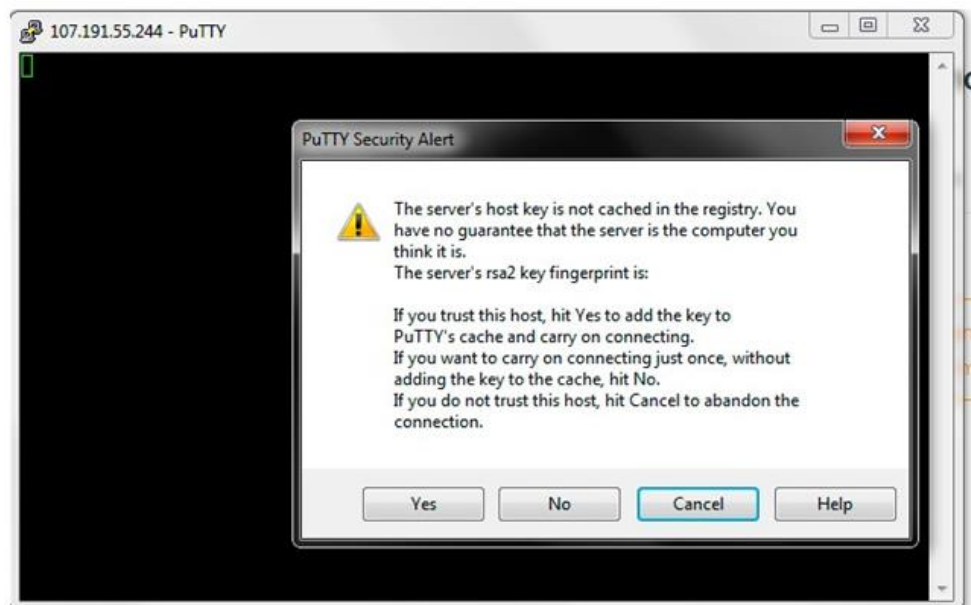 107.191.55.244 - PuTTY
PuTTY Security Alert
The server's host key is not cached in the registry. You
have no guarantee that the server is the computer you
think it is.
The server's rsa2 key fingerprint is:
If you trust this host, hit Yes to add the key to
PuTTY's cache and carry on connecting.
If you want to carry on connecting just once, without
adding the key to the cache, hit No.
If you do not trust this host, hit Cancel to abandon the
connection.
Yes
No
Cancel
Help